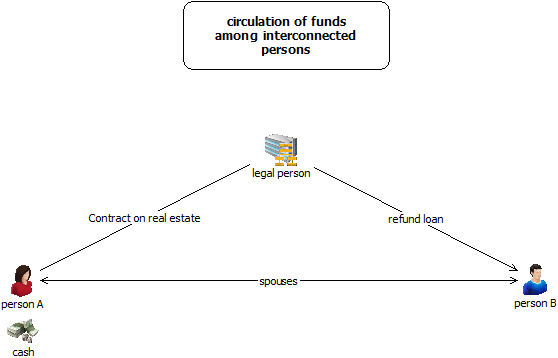 circulation of funds
among interconnected
persons
legal person
Contract on real estate
refund loan
spouses
person A
person B
cash